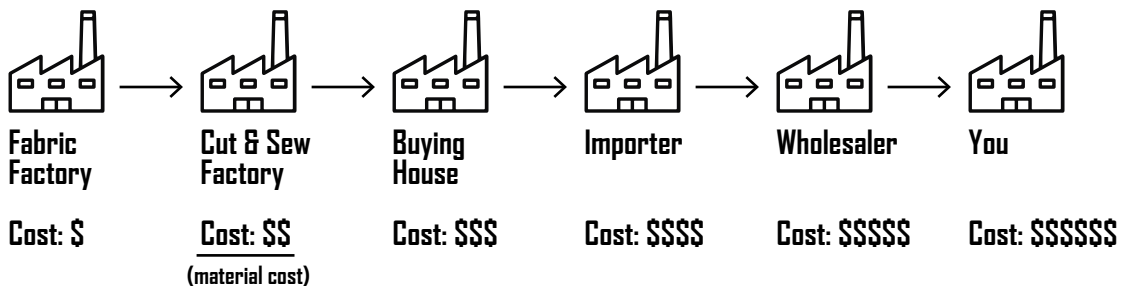 Fabric
Factory
Cut & Sew
Factory
Buying
House
Importer
Wholesaler
You
Cost: $
Cost: $$
(material cost)
Cost: $$$
Cost: $$$$
Cost: $$$$$
Cost: $$$$$$